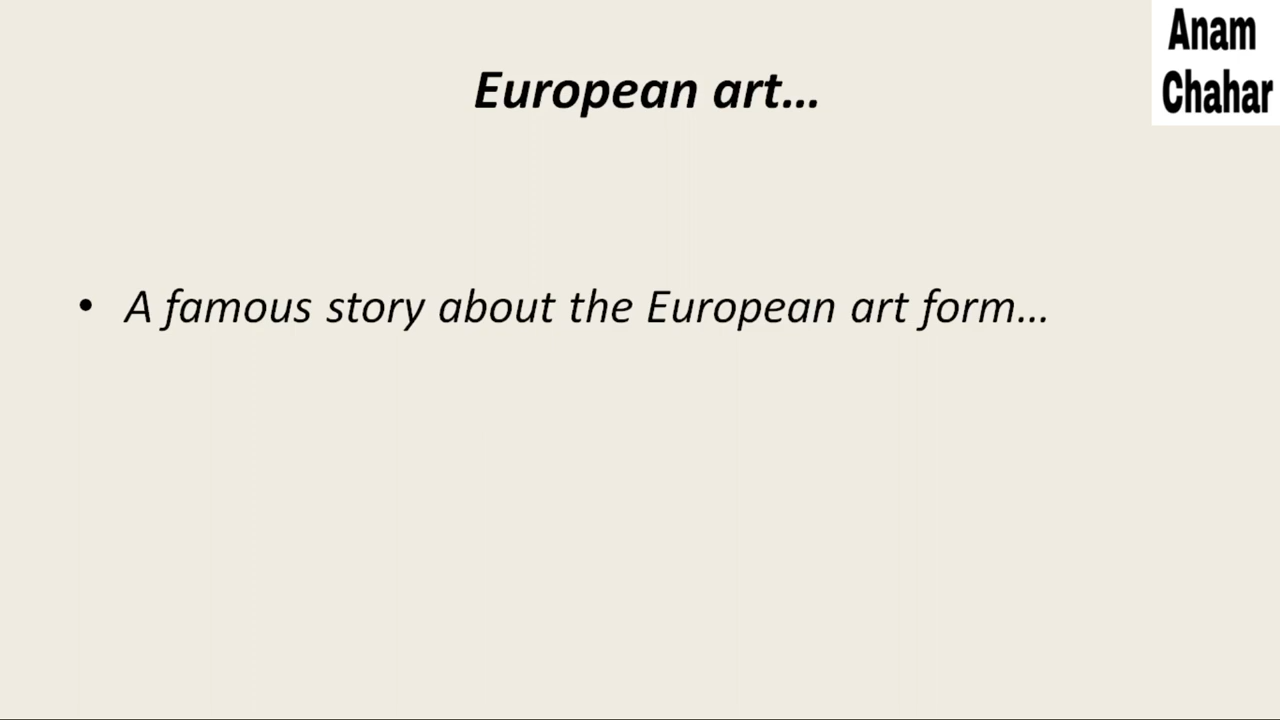 Anam
Chahar
European art...
• A famous story about the European art form...